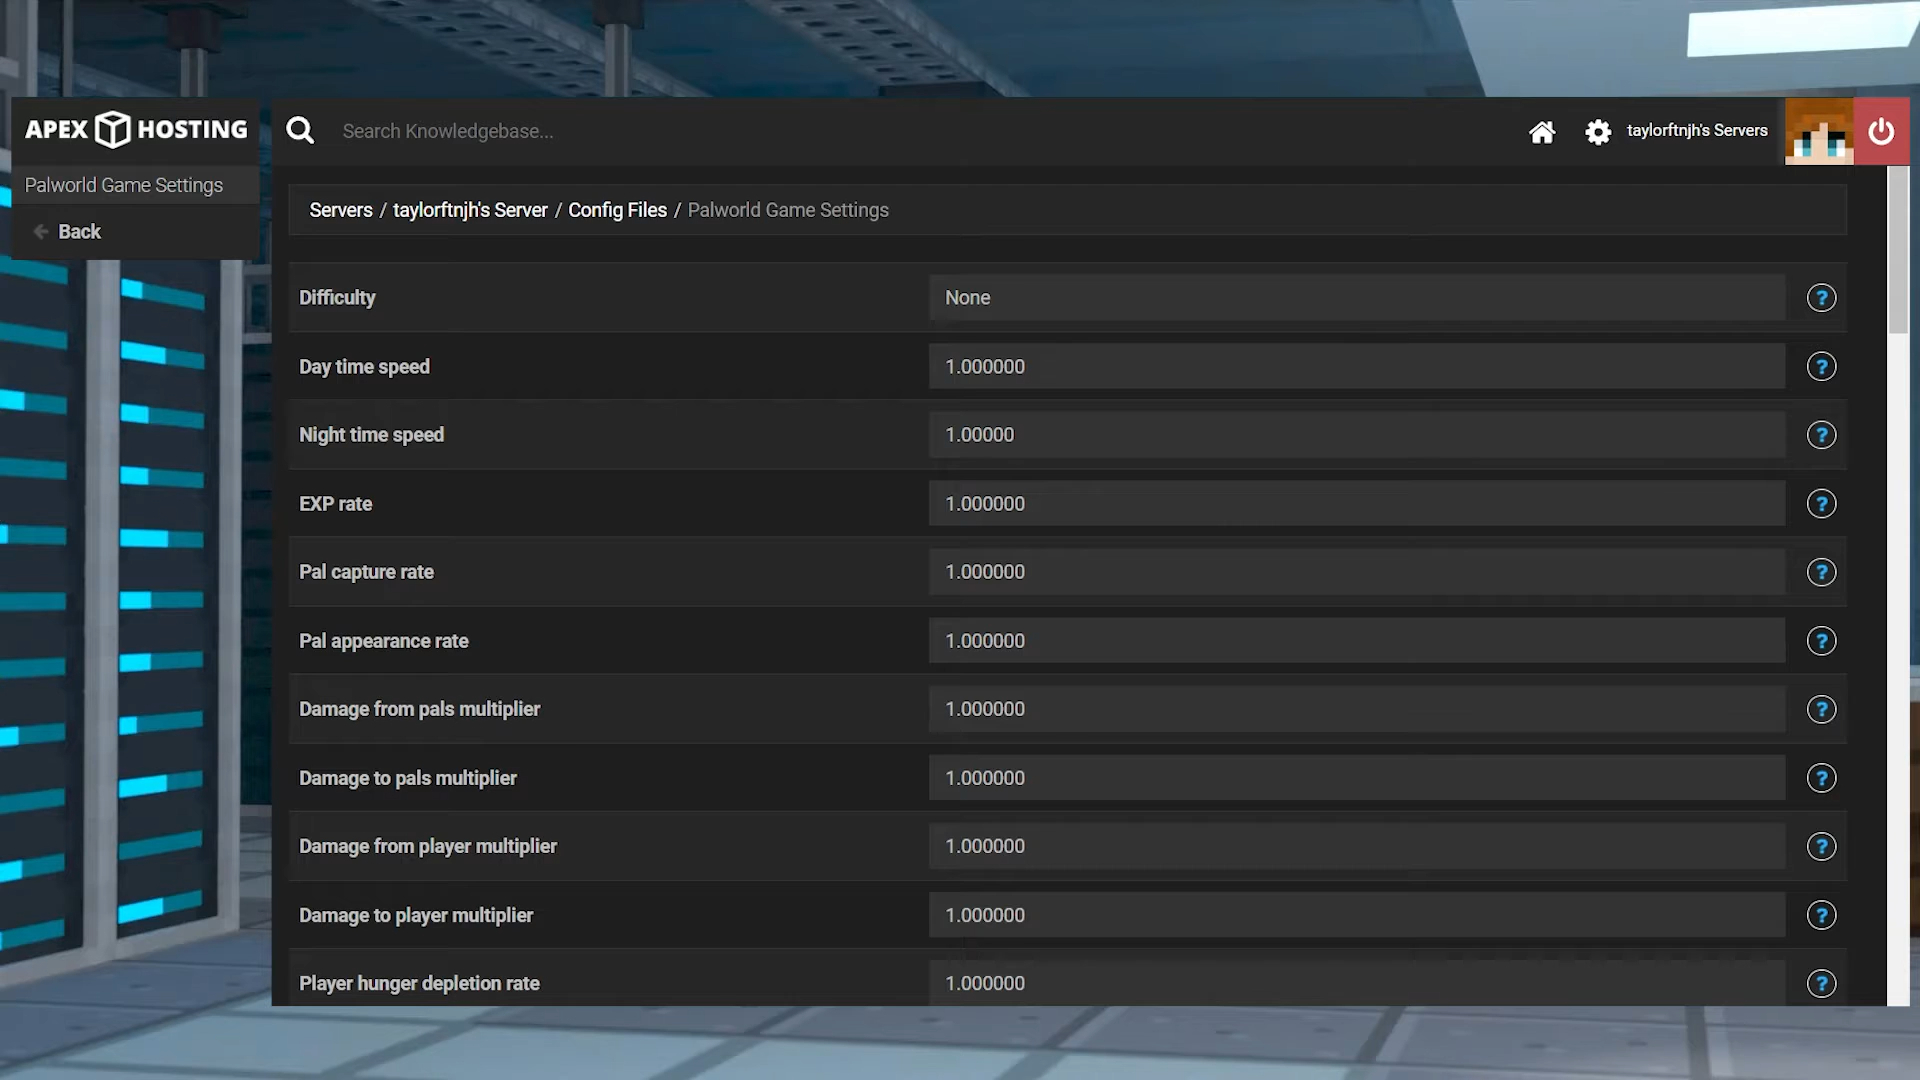 APEX HOSTING
Search Knowledgebase...
taylorftnjh's Servers
Palworld Game Settings
Back
Servers / taylorftnjh's Server / Config Files / Palworld Game Settings
Difficulty None ?
Day time speed 1.000000 ?
Night time speed 1.00000 ?
EXP rate 1.000000 ?
Pal capture rate 1.000000 ?
Pal appearance rate 1.000000 ?
Damage from pals multiplier 1.000000 ?
Damage to pals multiplier 1.000000 ?
Damage from player multiplier 1.000000 ?
Damage to player multiplier 1.000000 ?
Player hunger depletion rate 1.000000 ?